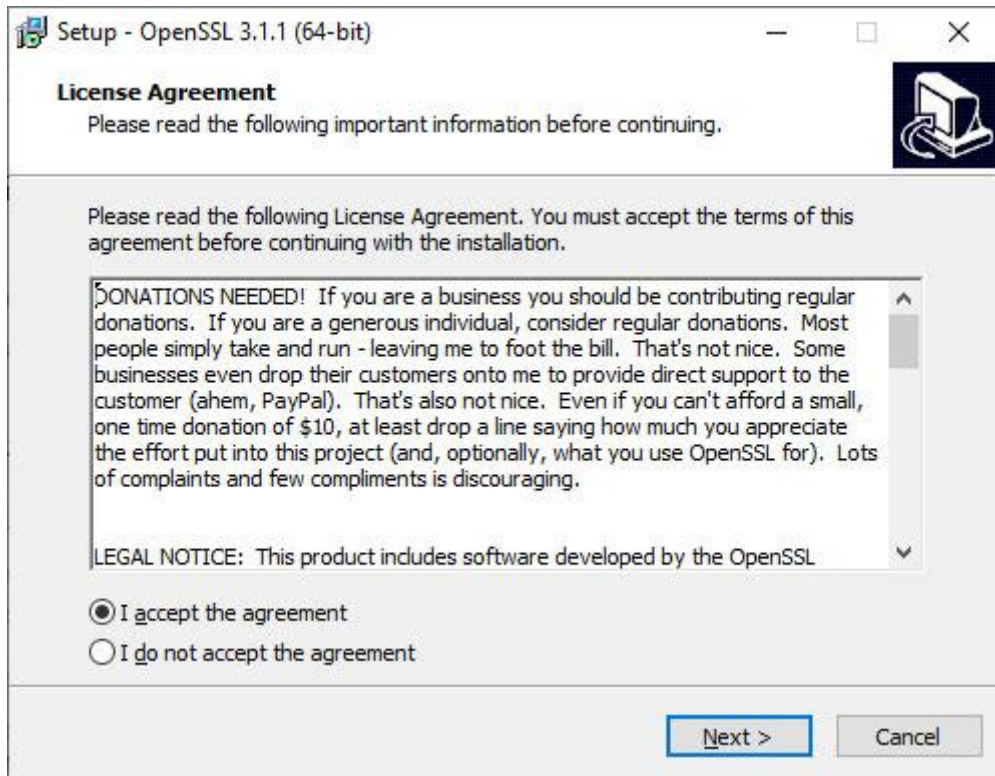 Setup - OpenSSL 3.1.1 (64-bit)
License Agreement
Please read the following important information before continuing.
Please read the following License Agreement. You must accept the terms of this
agreement before continuing with the installation.
DONATIONS NEEDED!  If you are a business you should be contributing regular
donations.  If you are a generous individual, consider regular donations.  Most
people simply take and run - leaving me to foot the bill.  That's not nice.  Some
businesses even drop their customers onto me to provide direct support to the
customer (ahem, PayPal).  That's also not nice.  Even if you can't afford a small,
one time donation of $10, at least drop a line saying how much you appreciate
the effort put into this project (and, optionally, what you use OpenSSL for).  Lots
of complaints and few compliments is discouraging.
LEGAL NOTICE:  This product includes software developed by the OpenSSL
I accept the agreement
I do not accept the agreement
Next >
Cancel